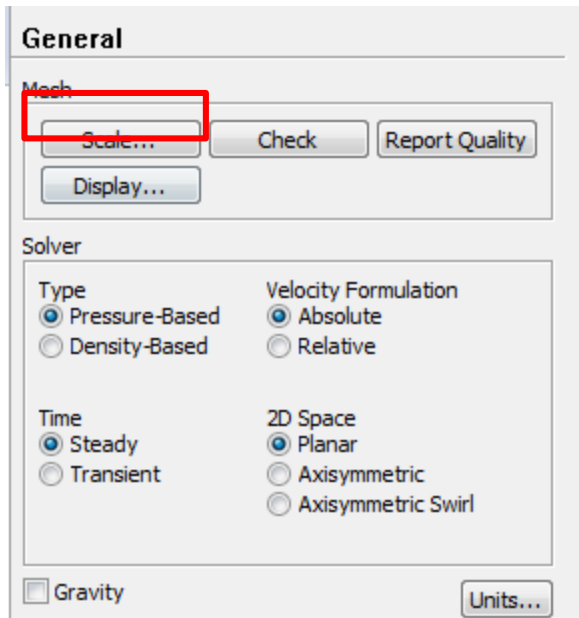 General
Mesh
Scale... Check Report Quality
Display...
Solver
Type Velocity Formulation
Pressure-Based Absolute
Density-Based Relative
Time 2D Space
Steady Planar
Transient Axisymmetric
Axisymmetric Swirl
Gravity Units...